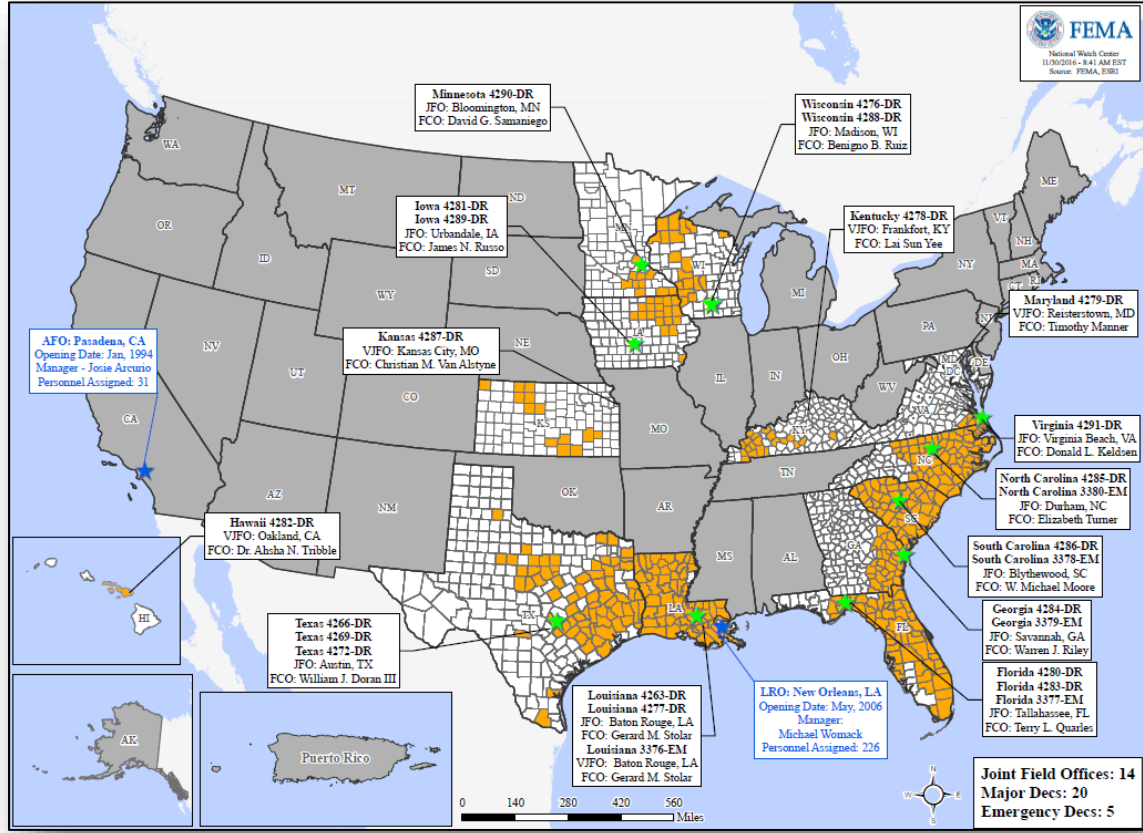 FEMA
National Watch Center
11/30/2016 - 8:41 AM EST
Source: FEMA, ESRI
Minnesota 4290-DR
JFO: Bloomington, MN
FCO: David G. Samaniego
Wisconsin 4276-DR
Wisconsin 4288-DR
JFO: Madison, WI
FCO: Benigno B. Ruiz
Iowa 4281-DR
Iowa 4289-DR
JFO: Urbandale, IA
FCO: James N. Russo
Kentucky 4278-DR
VJFO: Frankfort, KY
FCO: Lai Sun Yee
Maryland 4279-DR
VJFO: Reisterstown, MD
FCO: Timothy Manner
Kansas 4287-DR
VJFO: Kansas City, MO
FCO: Christian M. Van Alstyne
AFO: Pasadena, CA
Opening Date: Jan, 1994
Manager - Josie Arcurio
Personnel Assigned: 31
Virginia 4291-DR
JFO: Virginia Beach, VA
FCO: Donald L. Keldsen
North Carolina 4285-DR
North Carolina 3380-EM
JFO: Durham, NC
FCO: Elizabeth Turner
Hawaii 4282-DR
VJFO: Oakland, CA
FCO: Dr. Ahsha N. Tribble
South Carolina 4286-DR
South Carolina 3378-EM
JFO: Blythewood, SC
FCO: W. Michael Moore
Georgia 4284-DR
Georgia 3379-EM
JFO: Savannah, GA
FCO: Warren J. Riley
Texas 4266-DR
Texas 4269-DR
Texas 4272-DR
JFO: Austin, TX
FCO: William J. Doran III
Florida 4280-DR
Florida 4283-DR
Florida 3377-EM
JFO: Tallahassee, FL
FCO: Terry L. Quarles
Louisiana 4263-DR
Louisiana 4277-DR
JFO: Baton Rouge, LA
FCO: Gerard M. Stolar
Louisiana 3376-EM
VJFO: Baton Rouge, LA
FCO: Gerard M. Stolar
LRO: New Orleans, LA
Opening Date: May, 2006
Manager:
Michael Womack
Personnel Assigned: 226
WA
MT
ND
MN
ME
VT
NH
OR
ID
SD
WI
NY
MA
RI
CT
WY
MI
PA
NJ
IA
NE
NV
OH
MD
DE
DC
UT
IL
IN
WV
CO
VA
CA
KS
MO
KY
NC
TN
AZ
NM
OK
AR
SC
MS
AL
GA
HI
TX
LA
FL
AK
Puerto Rico
N
W
E
S
0 140 280 420 560
Miles
Joint Field Offices: 14
Major Decs: 20
Emergency Decs: 5